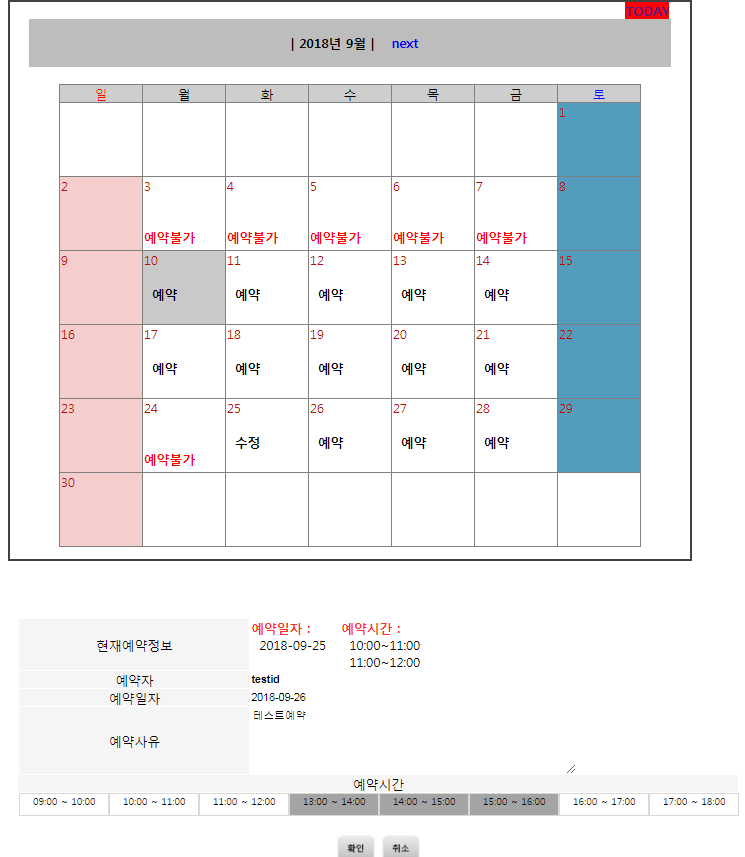 TODAY
| 2018년 9월 | next
일 월 화 수 목 금 토
1
2 3 4 5 6 7 8
예약불가 예약불가 예약불가 예약불가 예약불가
9 10 11 12 13 14 15
예약 예약 예약 예약 예약
16 17 18 19 20 21 22
예약 예약 예약 예약 예약
23 24 25 26 27 28 29
수정 예약 예약 예약
예약불가
30
예약일자 : 예약시간 :
현재예약정보 2018-09-25 10:00~11:00
11:00~12:00
예약자 testid
예약일자 2018-09-26
테스트예약
예약사유
예약시간
09:00 ~ 10:00 10:00 ~ 11:00 11:00 ~ 12:00 13:00 ~ 14:00 14:00 ~ 15:00 15:00 ~ 16:00 16:00 ~ 17:00 17:00 ~ 18:00
확인 취소